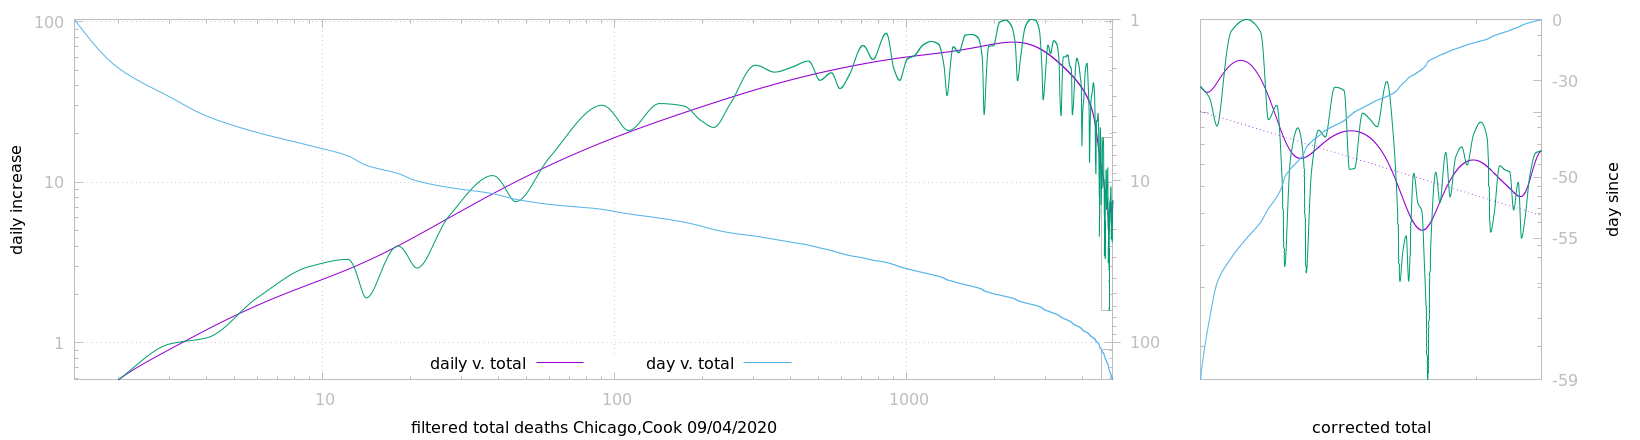 100
10
1
daily increase
10
100
1000
filtered total deaths Chicago,Cook 09/04/2020
daily v. total
day v. total
1
10
100
0
-30
-50
-55
-59
day since
corrected total